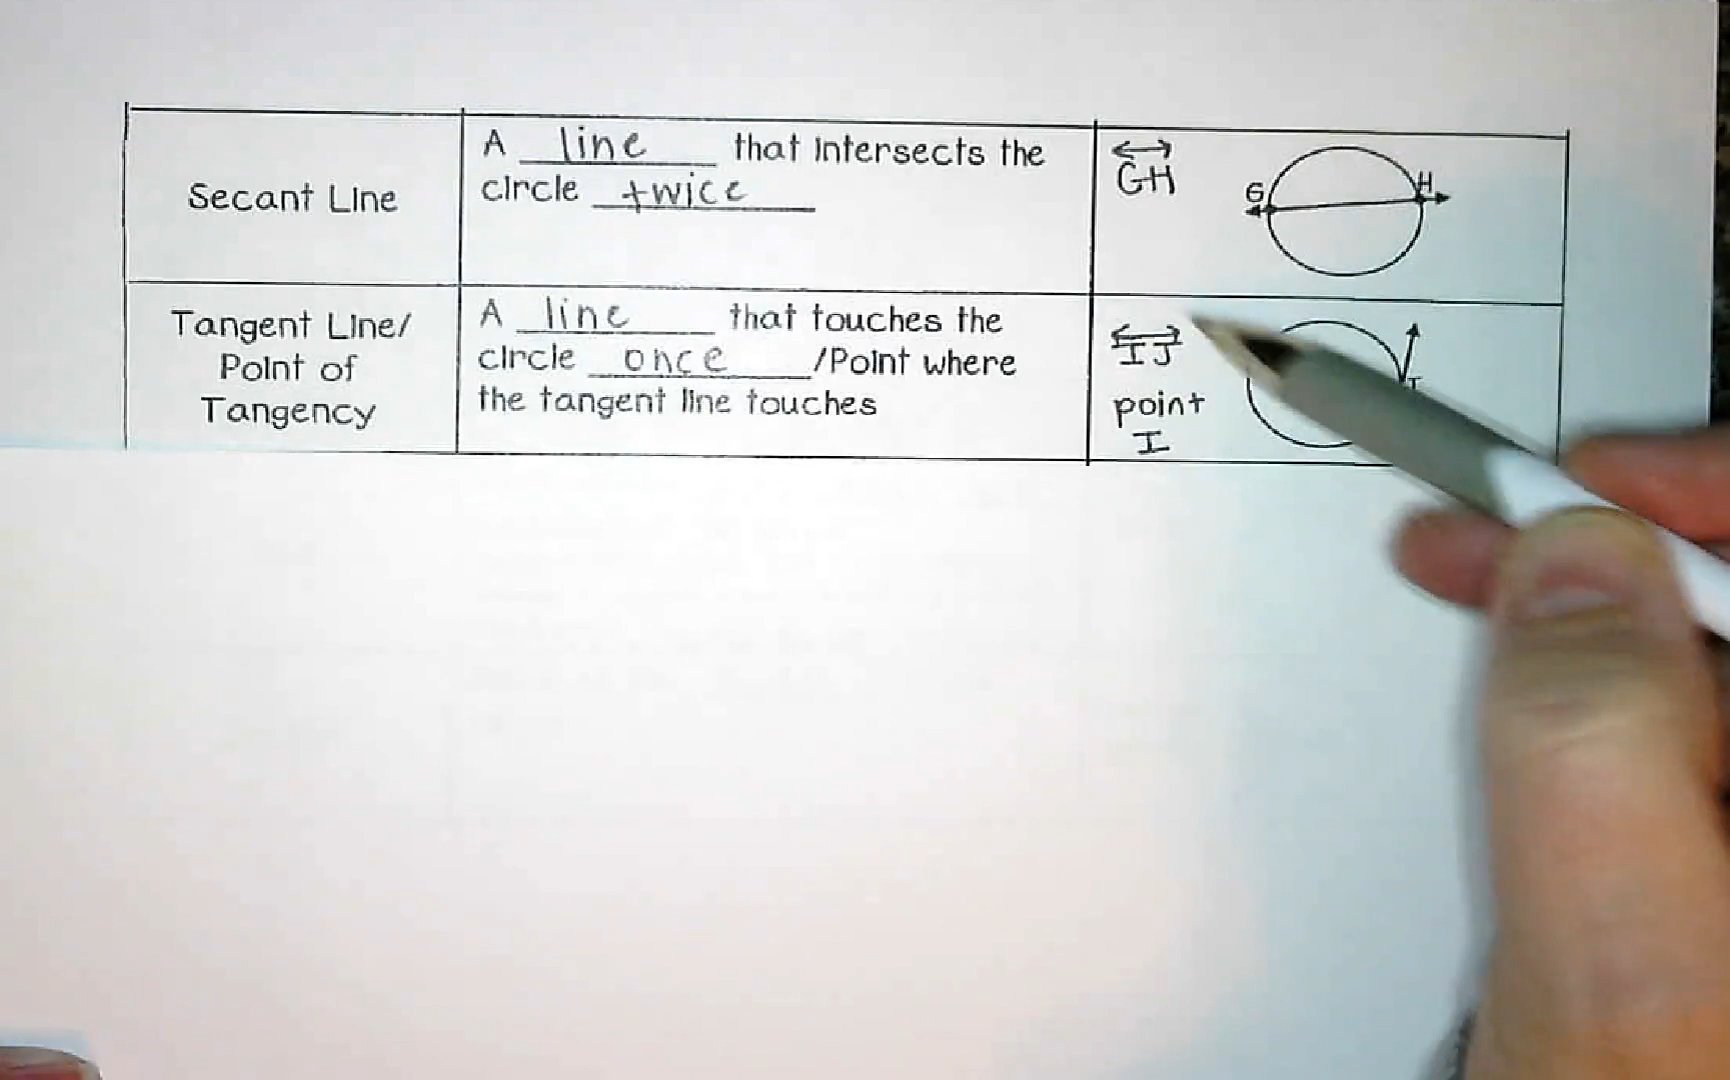 Secant Line
A line that intersects the
circle twice
GH
G
H
Tangent Line/
Point of
Tangency
A line that touches the
circle once /Point where
the tangent line touches
IJ
point
I